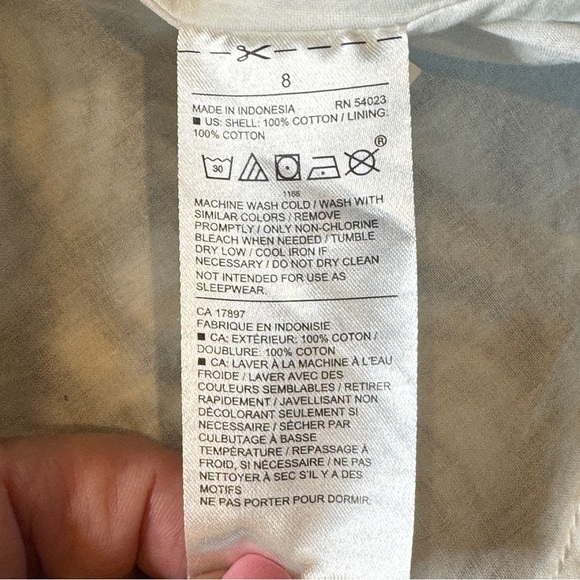 8
MADE IN INDONESIA RN 54023
■ US: SHELL: 100% COTTON / LINING:
100% COTTON
30
®
1166
MACHINE WASH COLD / WASH WITH
SIMILAR COLORS / REMOVE
PROMPTLY / ONLY NON-CHLORINE
BLEACH WHEN NEEDED / TUMBLE
DRY LOW / COOL IRON IF
NECESSARY / DO NOT DRY CLEAN
NOT INTENDED FOR USE AS
SLEEPWEAR.
CA 17897
FABRIQUE EN INDONISIE
■ CA: EXTÉRIEUR: 100% COTON /
DOUBLURE: 100% COTON
■ CA: LAVER À LA MACHINE À L'EAU
FROIDE / LAVER AVEC DES
COULEURS SEMBLABLES / RETIRER
RAPIDEMENT / JAVELLISANT NON
DÉCOLORANT SEULEMENT SI
NECESSAIRE / SÉCHER PAR
CULBUTAGE À BASSE
TEMPÉRATURE / REPASSAGE À
FROID, SI NÉCESSAIRE / NE PAS
NETTOYER À SEC S'IL Y A DES
MOTIFS
NE PAS PORTER POUR DORMIR.